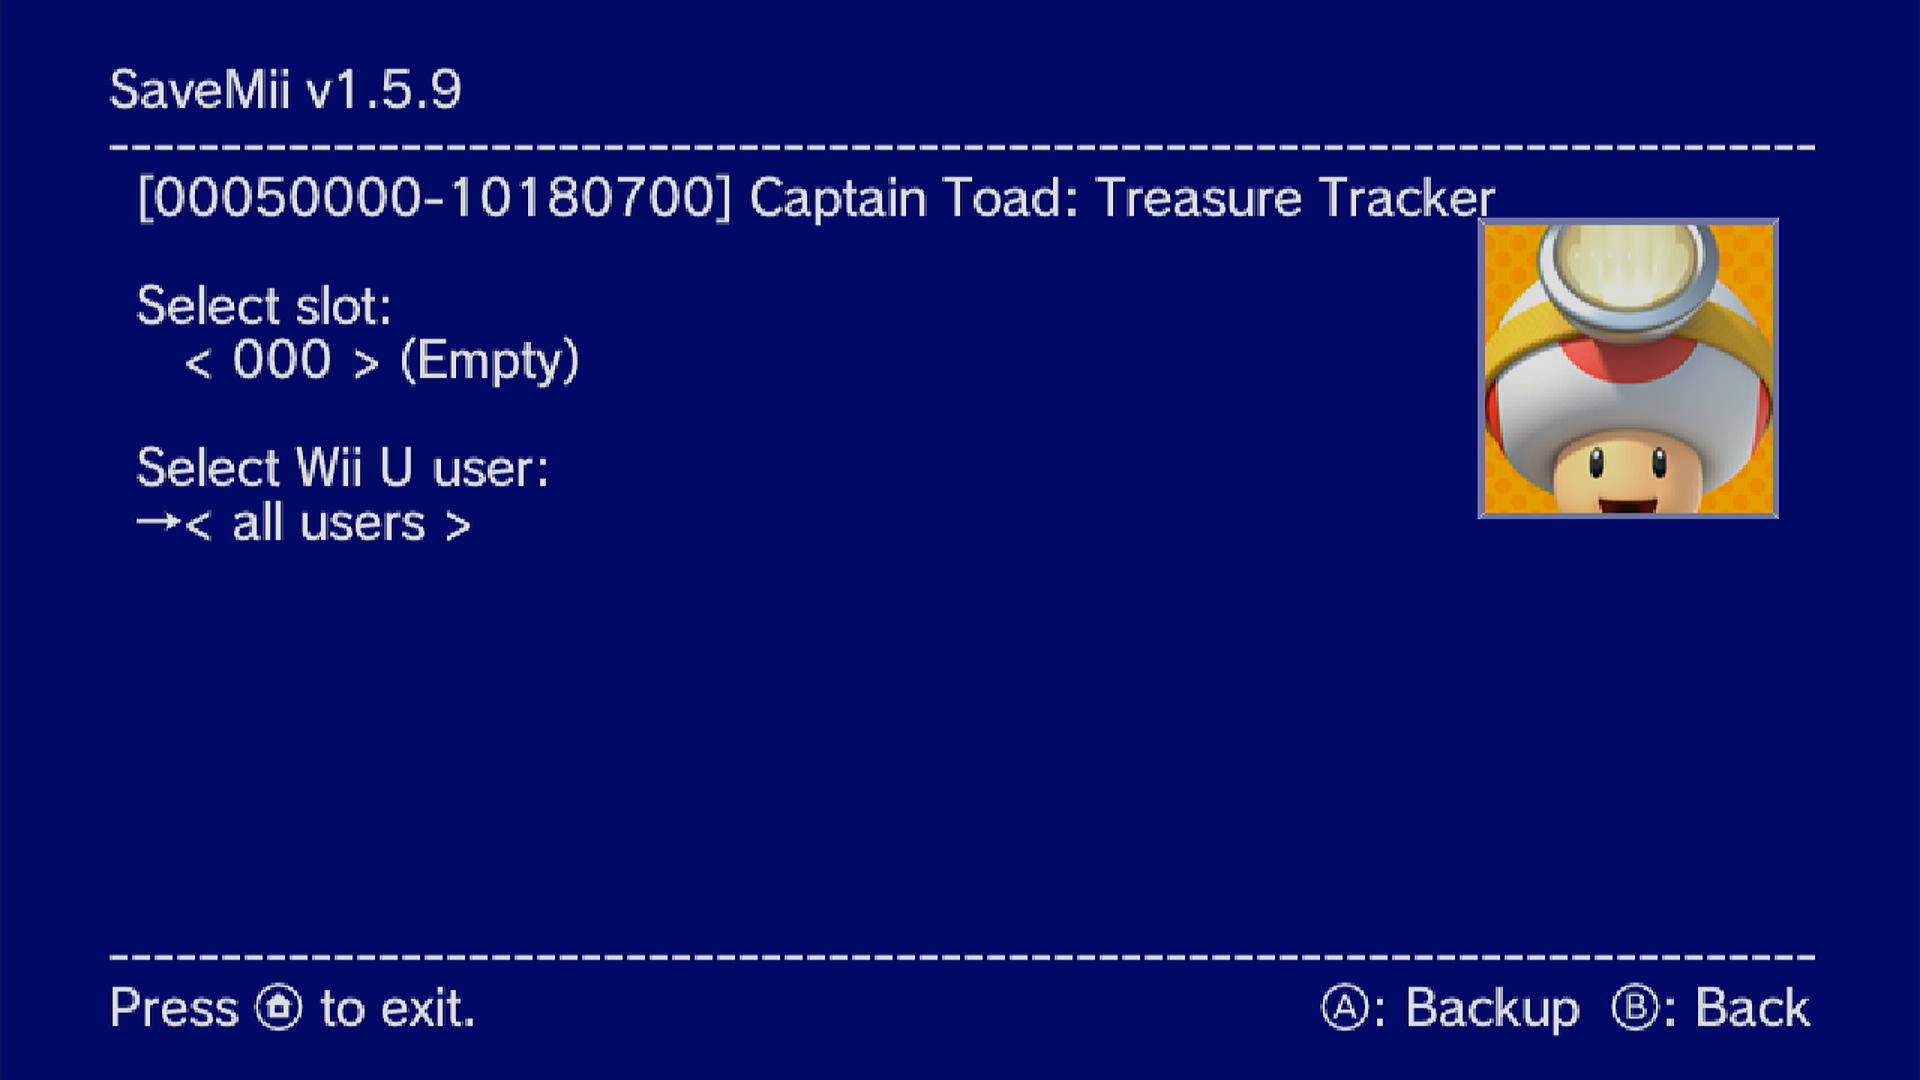 SaveMii v1.5.9
[00050000-10180700] Captain Toad: Treasure Tracker
Select slot:
< 000 > (Empty)
Select Wii U user:
→< all users >
Press to exit.
Ⓐ: Backup Ⓑ: Back